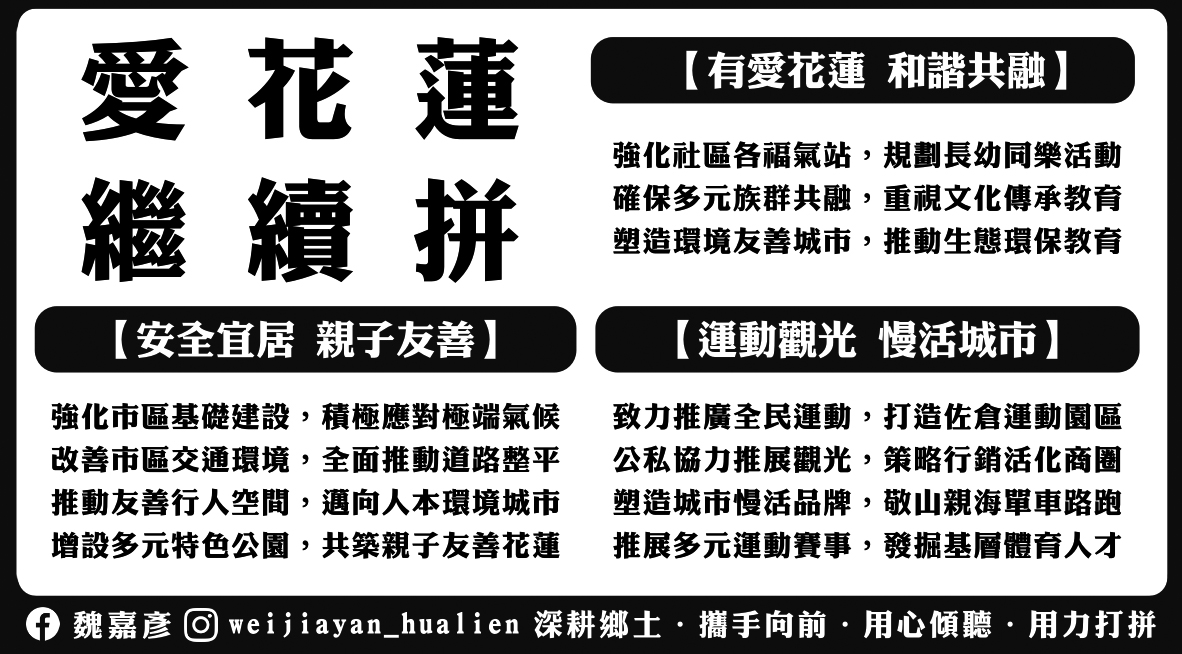 愛花蓮
繼續拼
【有愛花蓮 和諧共融】
強化社區各福氣站，規劃長幼同樂活動
確保多元族群共融，重視文化傳承教育
塑造環境友善城市，推動生態環保教育
【安全宜居 親子友善】
強化市區基礎建設，積極應對極端氣候
改善市區交通環境，全面推動道路整平
推動友善行人空間，邁向人本環境城市
增設多元特色公園，共築親子友善花蓮
【運動觀光 慢活城市】
致力推廣全民運動，打造佐倉運動園區
公私協力推展觀光，策略行銷活化商圈
塑造城市慢活品牌，敬山親海單車路跑
推展多元運動賽事，發掘基層體育人才
魏嘉彥 weijiayan_hualien 深耕鄉土．攜手向前．用心傾聽．用力打拼